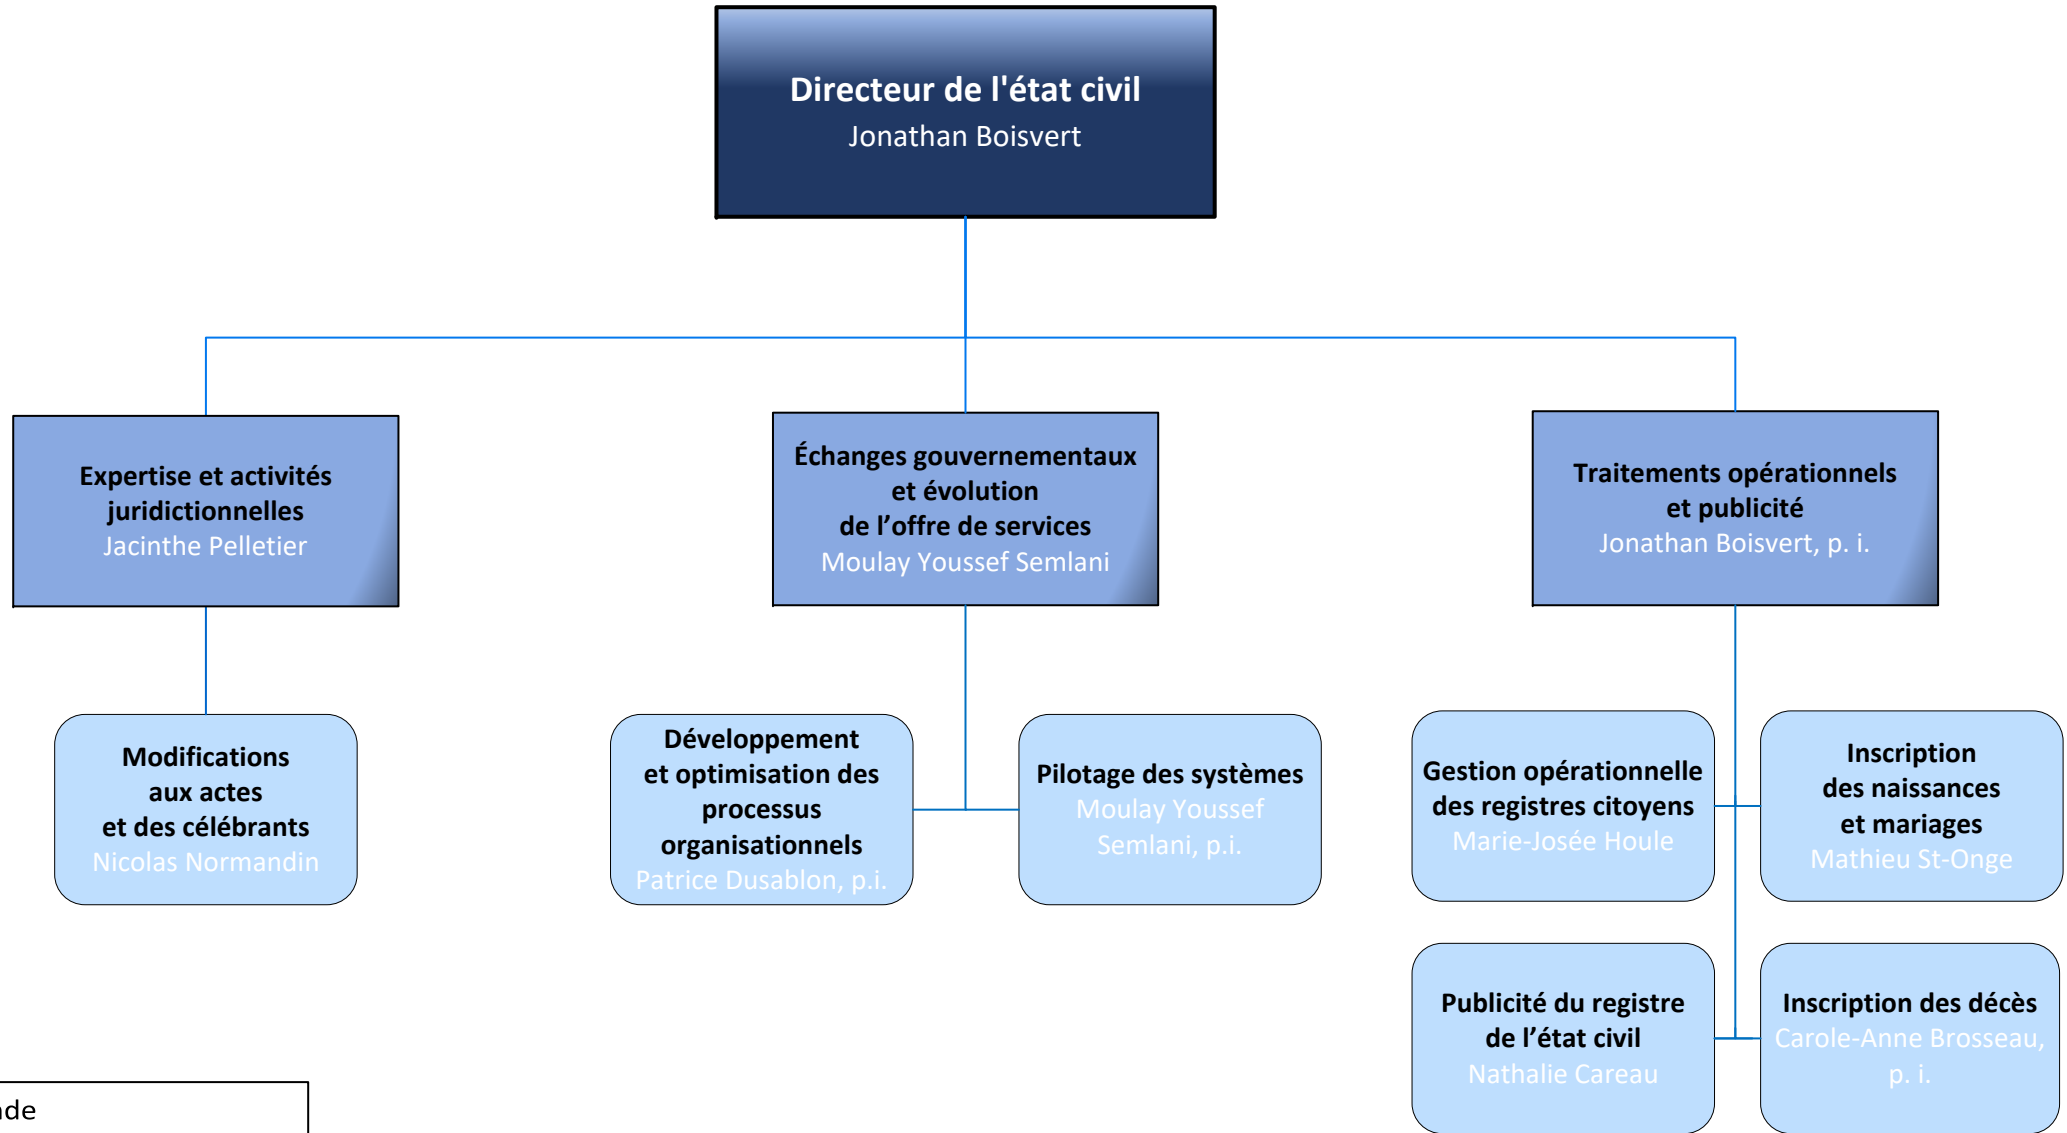 Directeur de l'état civil
Jonathan Boisvert
Expertise et activités
juridictionnelles
Jacinthe Pelletier
Échanges gouvernementaux
et évolution
de l’offre de services
Moulay Youssef Semlani
Traitements opérationnels
et publicité
Jonathan Boisvert, p. i.
Modifications
aux actes
et des célébrants
Nicolas Normandin
Développement
et optimisation des
processus
organisationnels
Patrice Dusablon, p.i.
Pilotage des systèmes
Moulay Youssef
Semlani, p.i.
Gestion opérationnelle
des registres citoyens
Marie-Josée Houle
Inscription
des naissances
et mariages
Mathieu St-Onge
Publicité du registre
de l’état civil
Nathalie Careau
Inscription des décès
Carole-Anne Brosseau,
p. i.